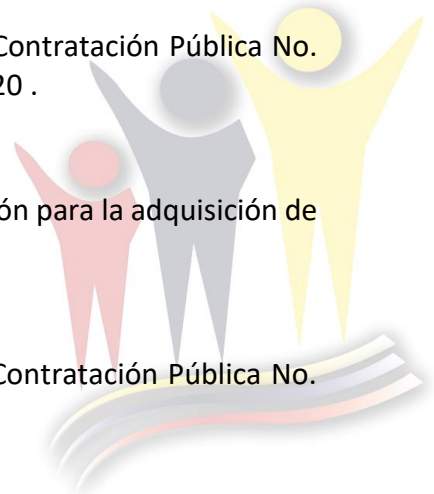 Contratación Pública No.
20 .
ón para la adquisición de
Contratación Pública No.